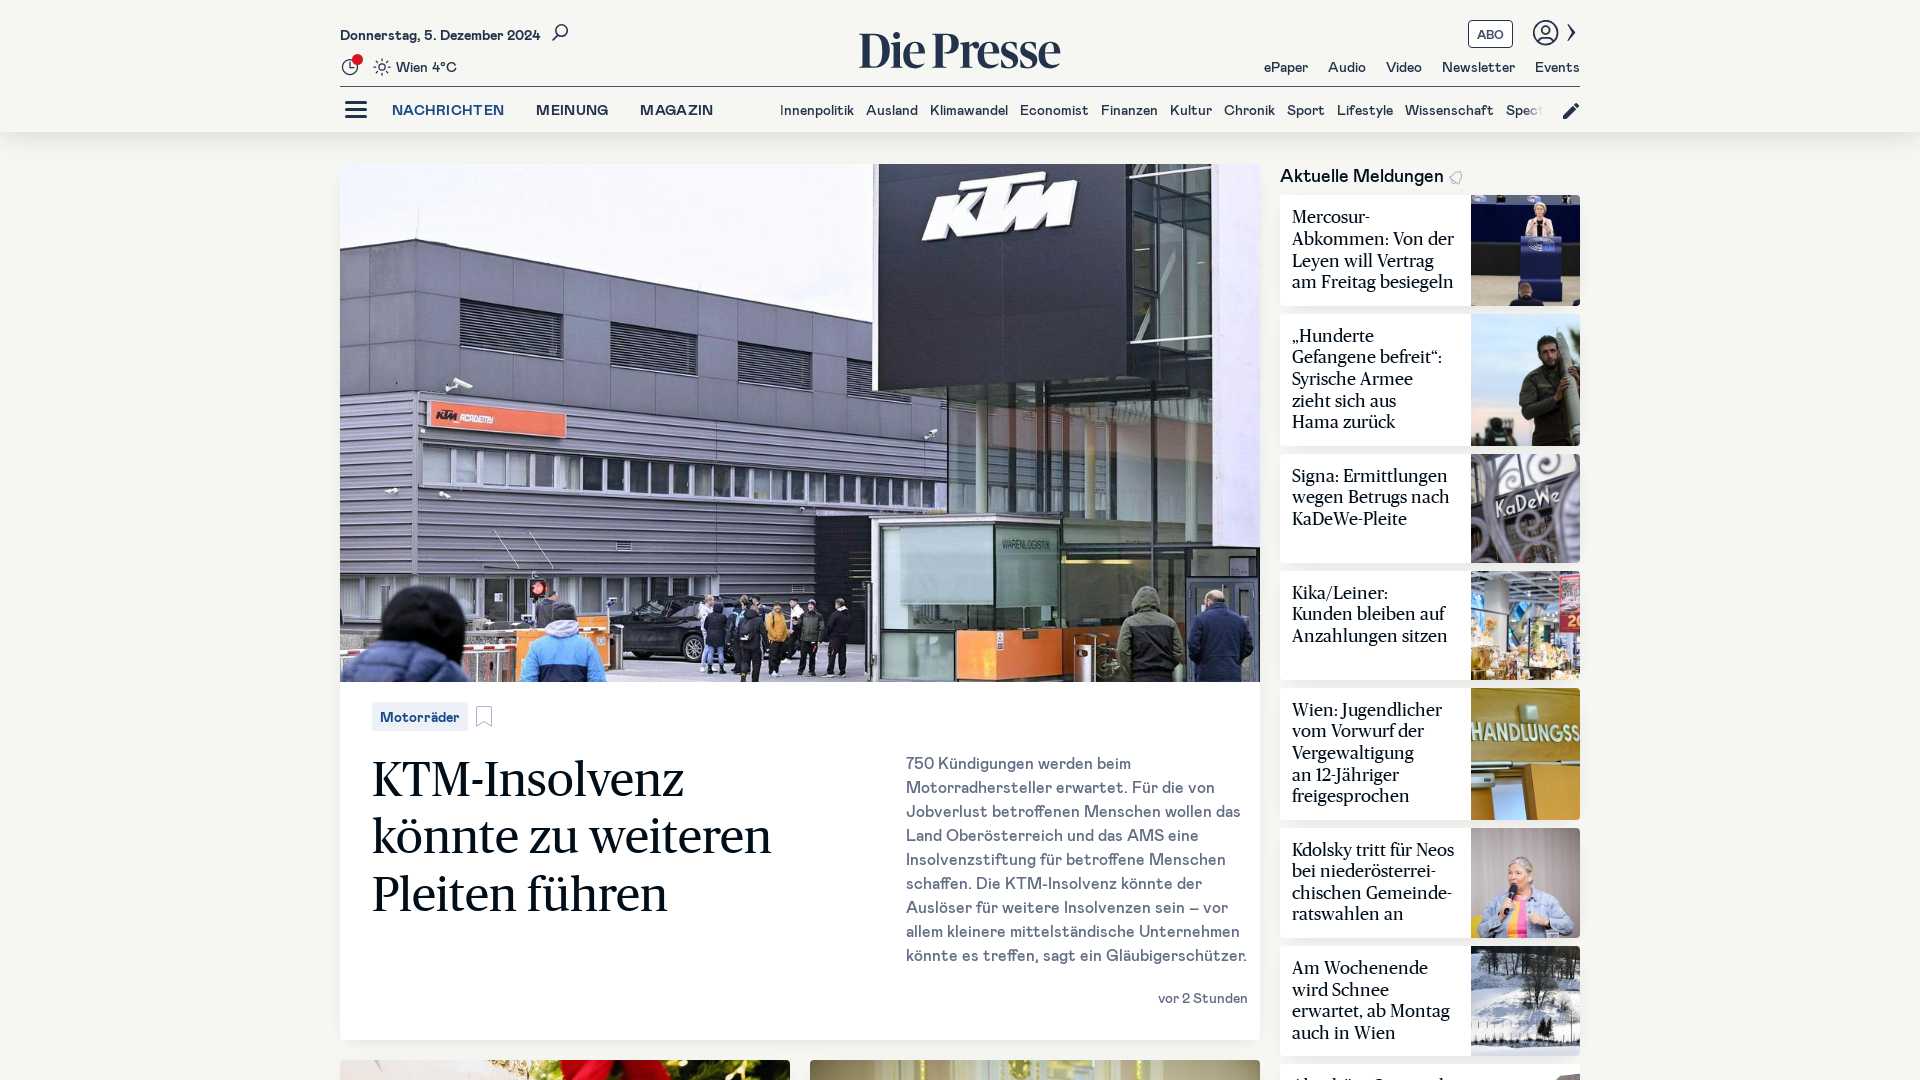 Donnerstag, 5. Dezember 2024
Die Presse
ABO
Wien 4°C
ePaper Audio Video Newsletter Events
NACHRICHTEN MEINUNG MAGAZIN
Innenpolitik Ausland Klimawandel Economist Finanzen Kultur Chronik Sport Lifestyle Wissenschaft Spect
KTM
KTM ACADEMY
WARENLOGISTIK
Motorräder
KTM-Insolvenz
könnte zu weiteren
Pleiten führen
750 Kündigungen werden beim
Motorradhersteller erwartet. Für die von
Jobverlust betroffenen Menschen wollen das
Land Oberösterreich und das AMS eine
Insolvenzstiftung für betroffene Menschen
schaffen. Die KTM-Insolvenz könnte der
Auslöser für weitere Insolvenzen sein – vor
allem kleinere mittelständische Unternehmen
könnte es treffen, sagt ein Gläubigerschützer.
vor 2 Stunden
Aktuelle Meldungen
Mercosur-
Abkommen: Von der
Leyen will Vertrag
am Freitag besiegeln
„Hunderte
Gefangene befreit“:
Syrische Armee
zieht sich aus
Hama zurück
Signa: Ermittlungen
wegen Betrugs nach
KaDeWe-Pleite
KaDeWe
Kika/Leiner:
Kunden bleiben auf
Anzahlungen sitzen
20
Wien: Jugendlicher
vom Vorwurf der
Vergewaltigung
an 12-Jähriger
freigesprochen
HANDLUNGSS
Kdolsky tritt für Neos
bei niederösterrei-
chischen Gemeinde-
ratswahlen an
Am Wochenende
wird Schnee
erwartet, ab Montag
auch in Wien